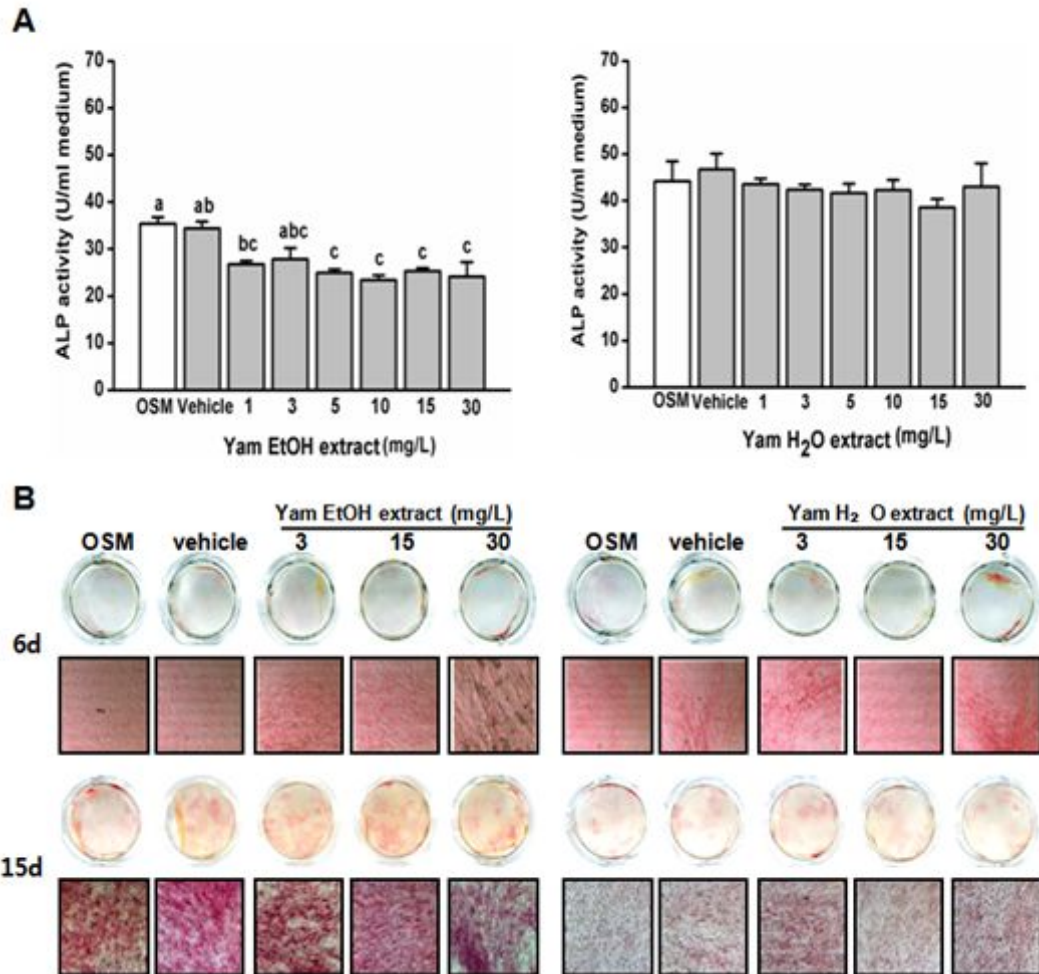 A
70
60
50
40
30
20
10
0
ALP activity (U/ml medium)
a ab bc abc c c c c
OSM Vehicle 1 3 5 10 15 30
Yam EtOH extract (mg/L)
70
60
50
40
30
20
10
0
ALP activity (U/ml medium)
OSM Vehicle 1 3 5 10 15 30
Yam H2O extract (mg/L)
B
Yam EtOH extract (mg/L)
OSM vehicle 3 15 30
Yam H₂ O extract (mg/L)
OSM vehicle 3 15 30
6d
15d